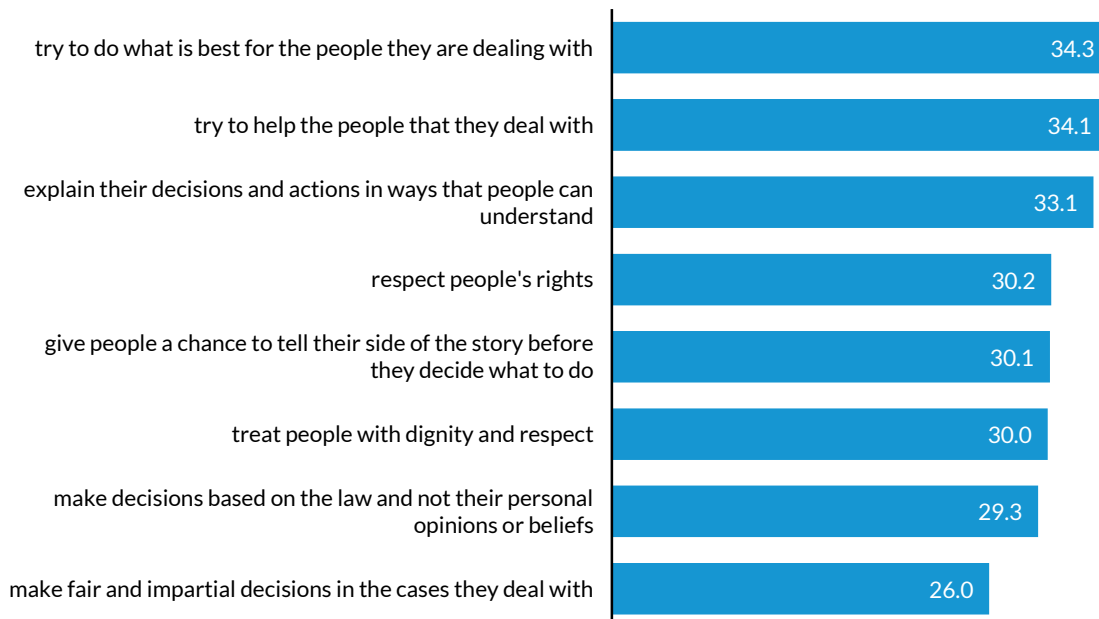 try to do what is best for the people they are dealing with
34.3
try to help the people that they deal with
34.1
explain their decisions and actions in ways that people can
understand
33.1
respect people's rights
30.2
give people a chance to tell their side of the story before
they decide what to do
30.1
treat people with dignity and respect
30.0
make decisions based on the law and not their personal
opinions or beliefs
29.3
make fair and impartial decisions in the cases they deal with
26.0